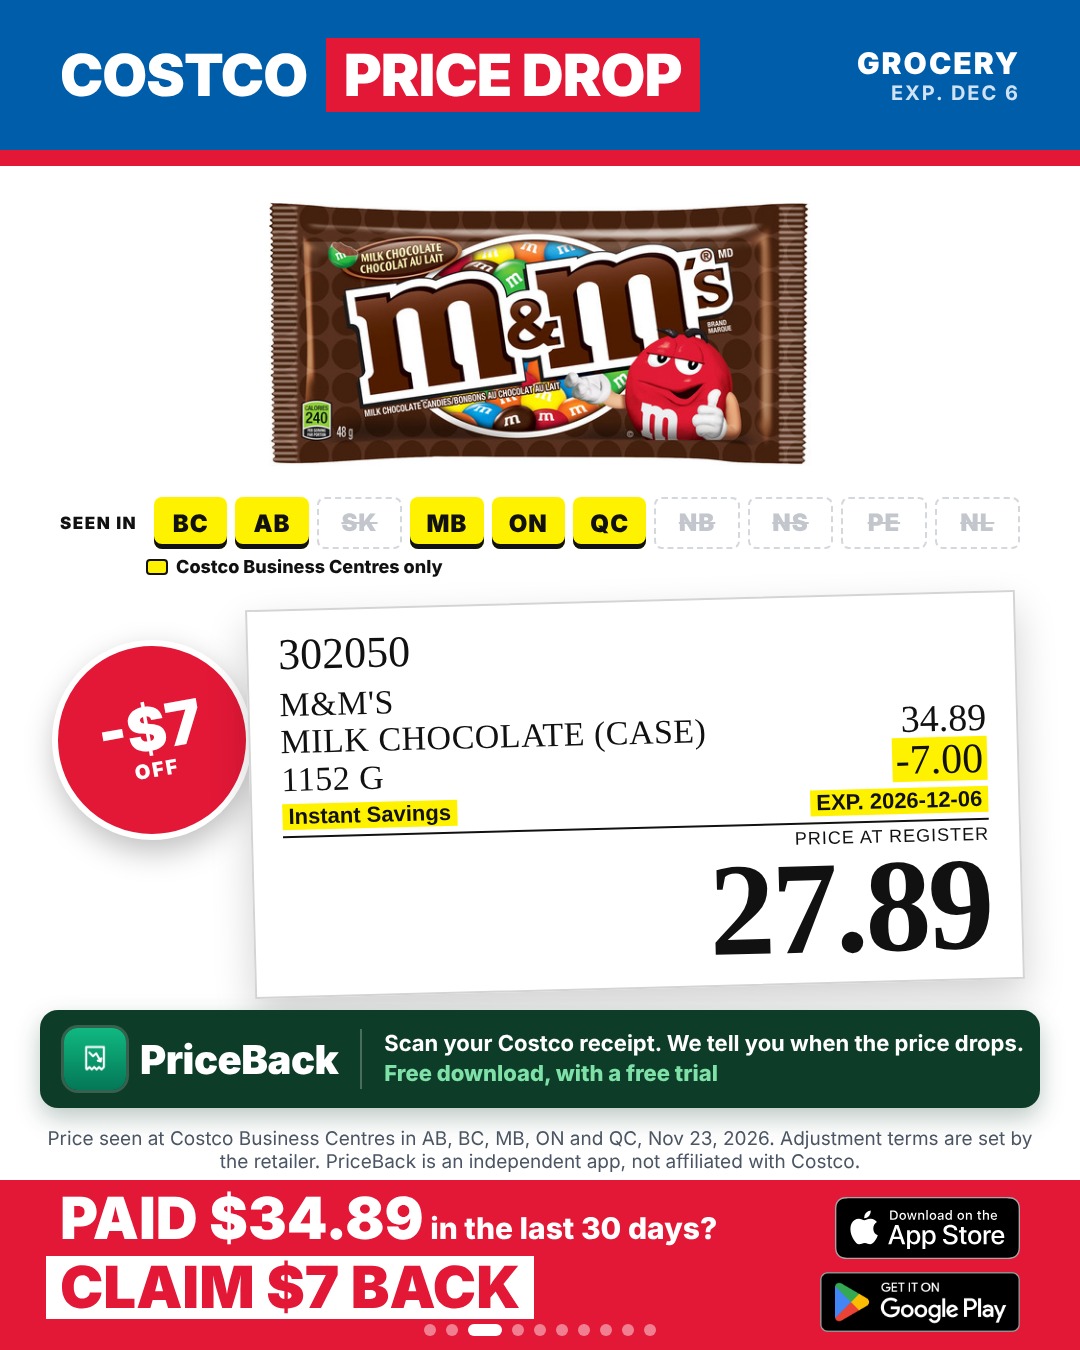 COSTCO PRICE DROP
GROCERY
EXP. DEC 6
MILK CHOCOLATE
CHOCOLAT AU LAIT
m&m's
® MD
BRAND
MARQUE
MILK CHOCOLATE CANDIES/BONBONS AU CHOCOLAT AU LAIT
CALORIES
240
48 g
SEEN IN BC AB SK MB ON QC NB NS PE NL
Costco Business Centres only
-$7
OFF
302050
M&M'S
MILK CHOCOLATE (CASE)
1152 G
Instant Savings
34.89
-7.00
EXP. 2026-12-06
PRICE AT REGISTER
27.89
PriceBack
Scan your Costco receipt. We tell you when the price drops.
Free download, with a free trial
Price seen at Costco Business Centres in AB, BC, MB, ON and QC, Nov 23, 2026. Adjustment terms are set by
the retailer. PriceBack is an independent app, not affiliated with Costco.
PAID $34.89 in the last 30 days?
CLAIM $7 BACK
Download on the
App Store
GET IT ON
Google Play